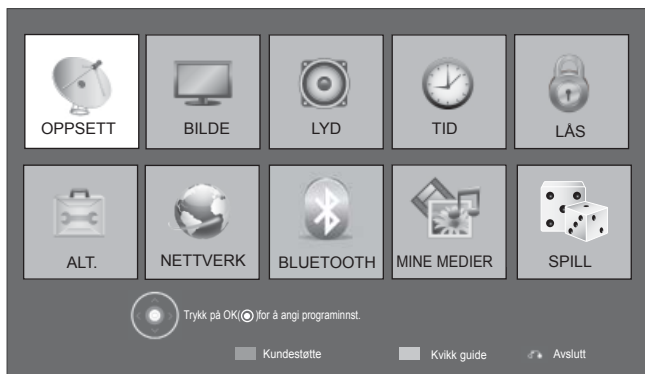 OPPSETT BILDE LYD TID LÅS
ALT. NETTVERK BLUETOOTH MINE MEDIER SPILL
Trykk på OK( )for å angi programinnst.
Kundestøtte Kvikk guide Avslutt